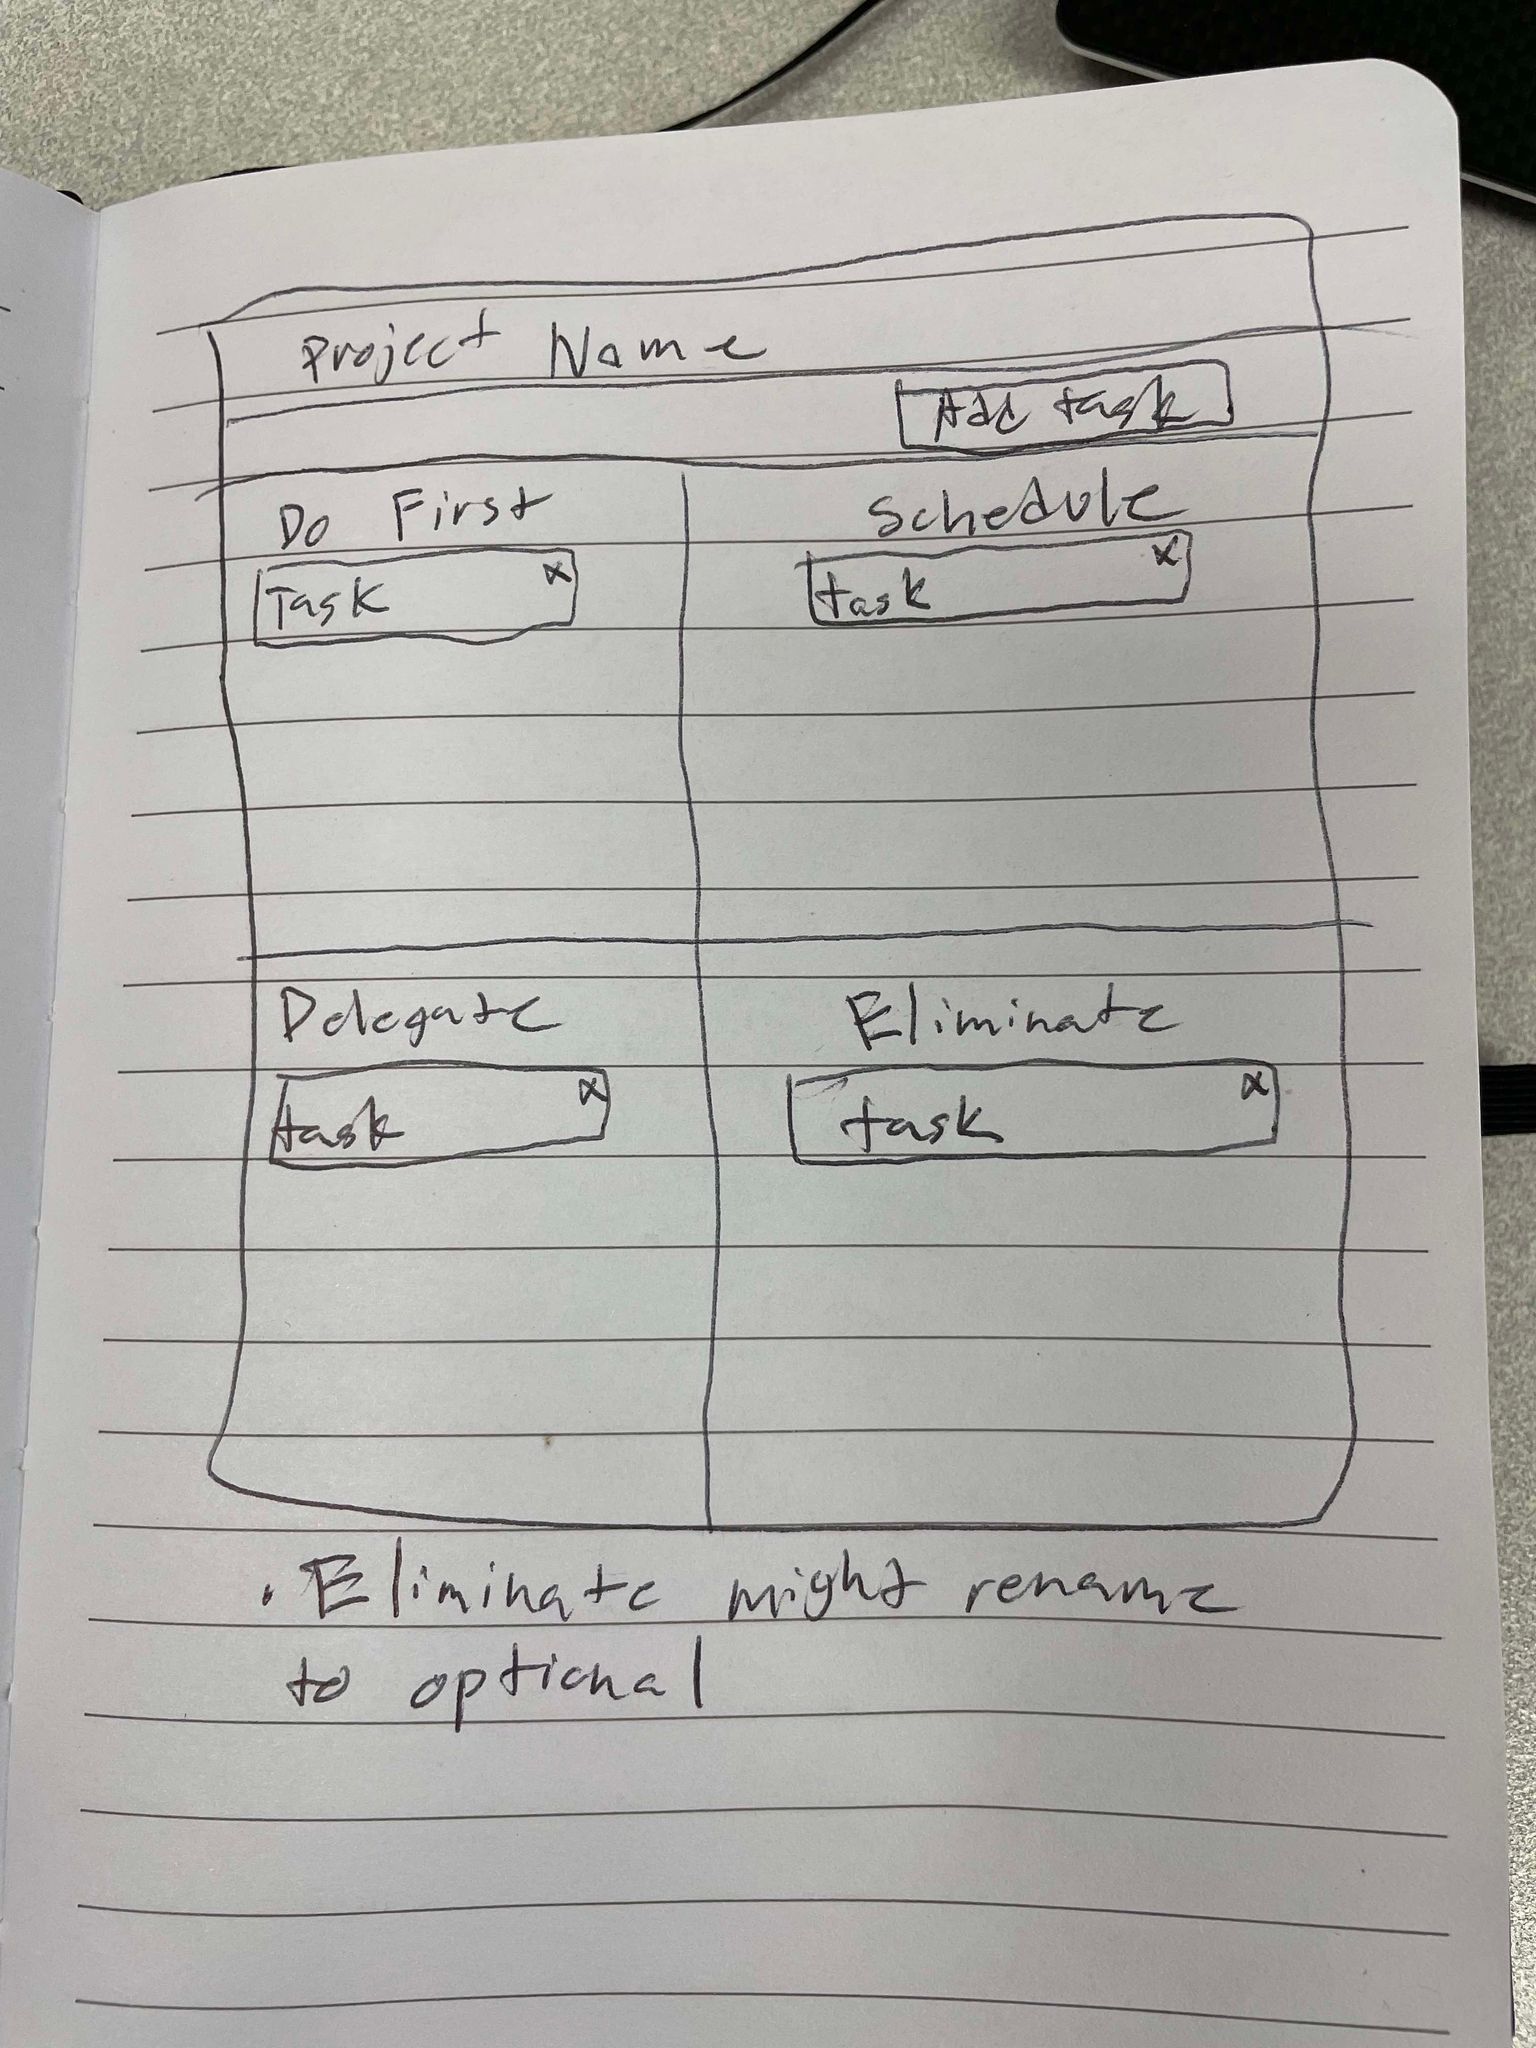 Project Name
Add task
Do First
Schedule
Task x
task x
Delegate
Eliminate
task x
task x
. Eliminate might rename
to optional